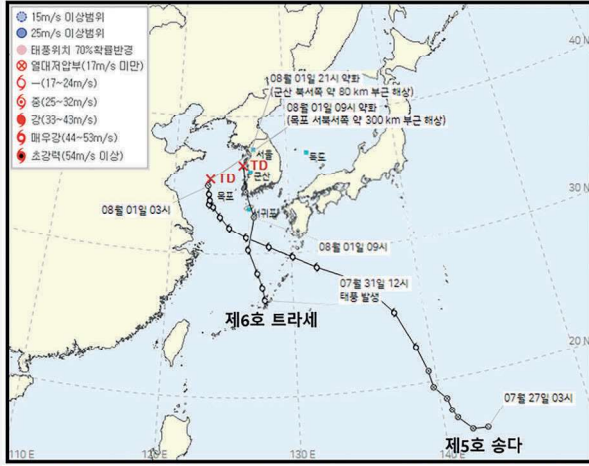 15m/s 이상범위
25m/s 이상범위
태풍위치 70%확률반경
열대저압부(17m/s 미만)
ㅡ(17~24m/s)
중(25~32m/s)
강(33~43m/s)
매우강(44~53m/s)
초강력(54m/s 이상)
40 N
08월 01일 21시 약화
(군산 북서쪽 약 80 km 부근 해상)
08월 01일 09시 약화
(목포 서북서쪽 약 300 km 부근 해상)
서울
독도
TD
TD
군산
목포
30 N
08월 01일 03시
서귀포
08월 01일 09시
07월 31일 12시
태풍 발생
제6호 트라세
20 N
07월 27일 03시
제5호 송다
110 E
120 E
130 E
140 E